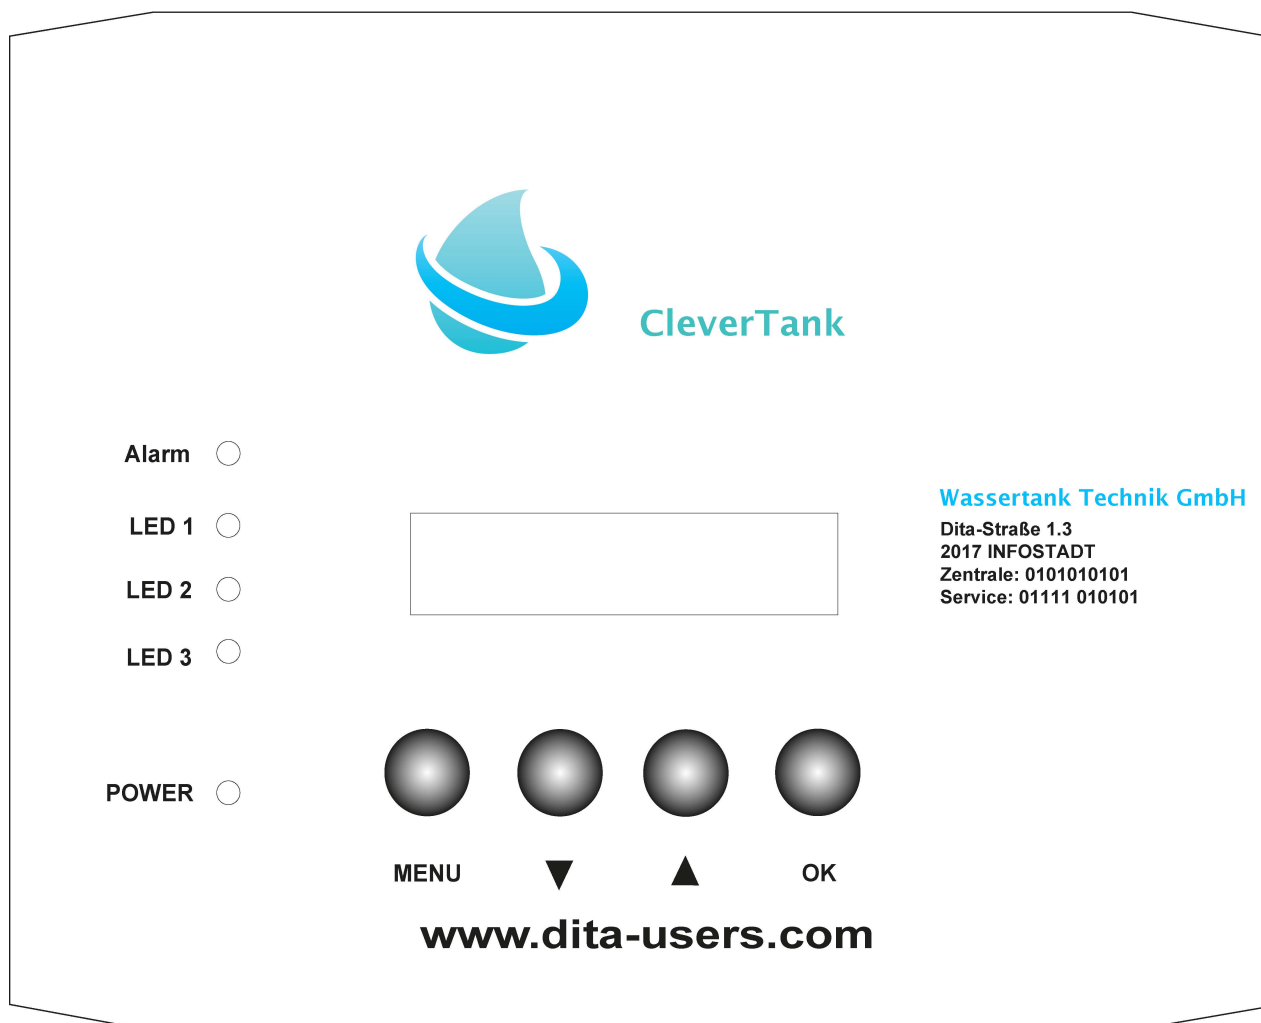 CleverTank
Alarm
LED 1
LED 2
LED 3
POWER
Wassertank Technik GmbH
Dita-Straße 1.3
2017 INFOSTADT
Zentrale: 0101010101
Service: 01111 010101
MENU ▼ ▲ OK
www.dita-users.com